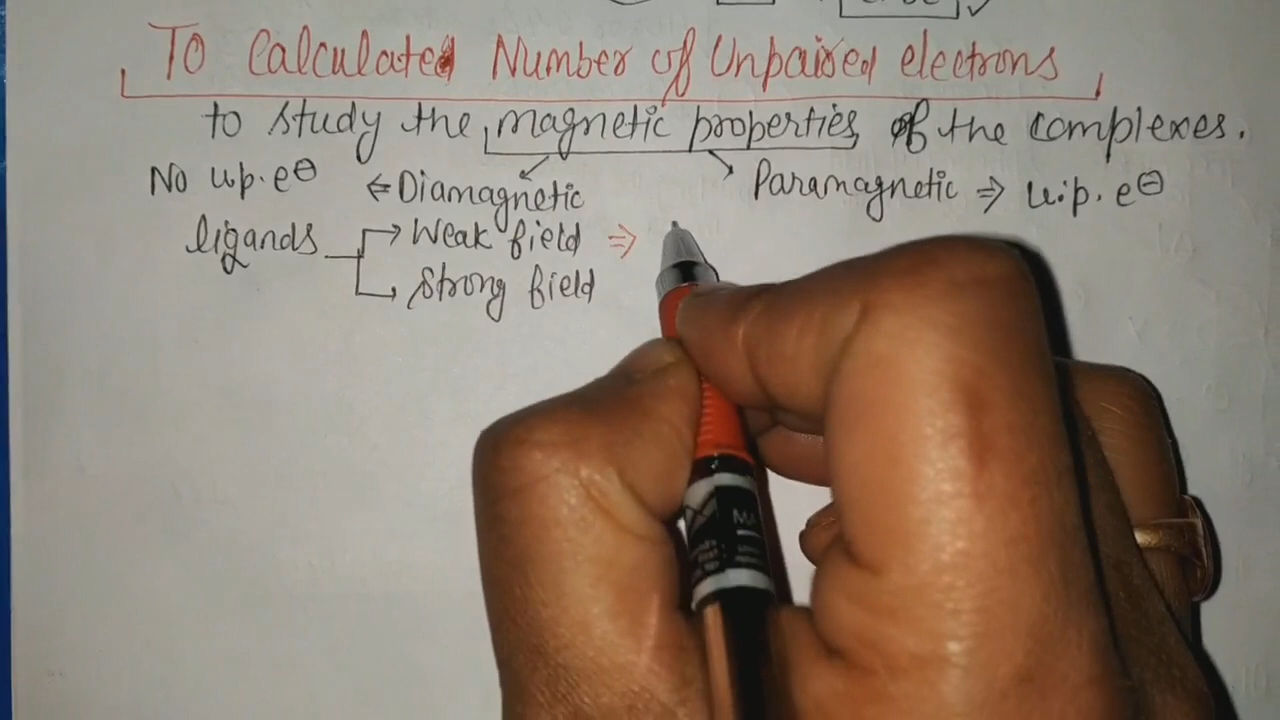 To Calculated Number of Unpaired electrons
to study the magnetic properties of the complexes.
No u.p. e⊖ ⇐ Diamagnetic
Paramagnetic ⇒ u.p. e⊖
ligands → Weak field ⇒
→ Strong field
MA